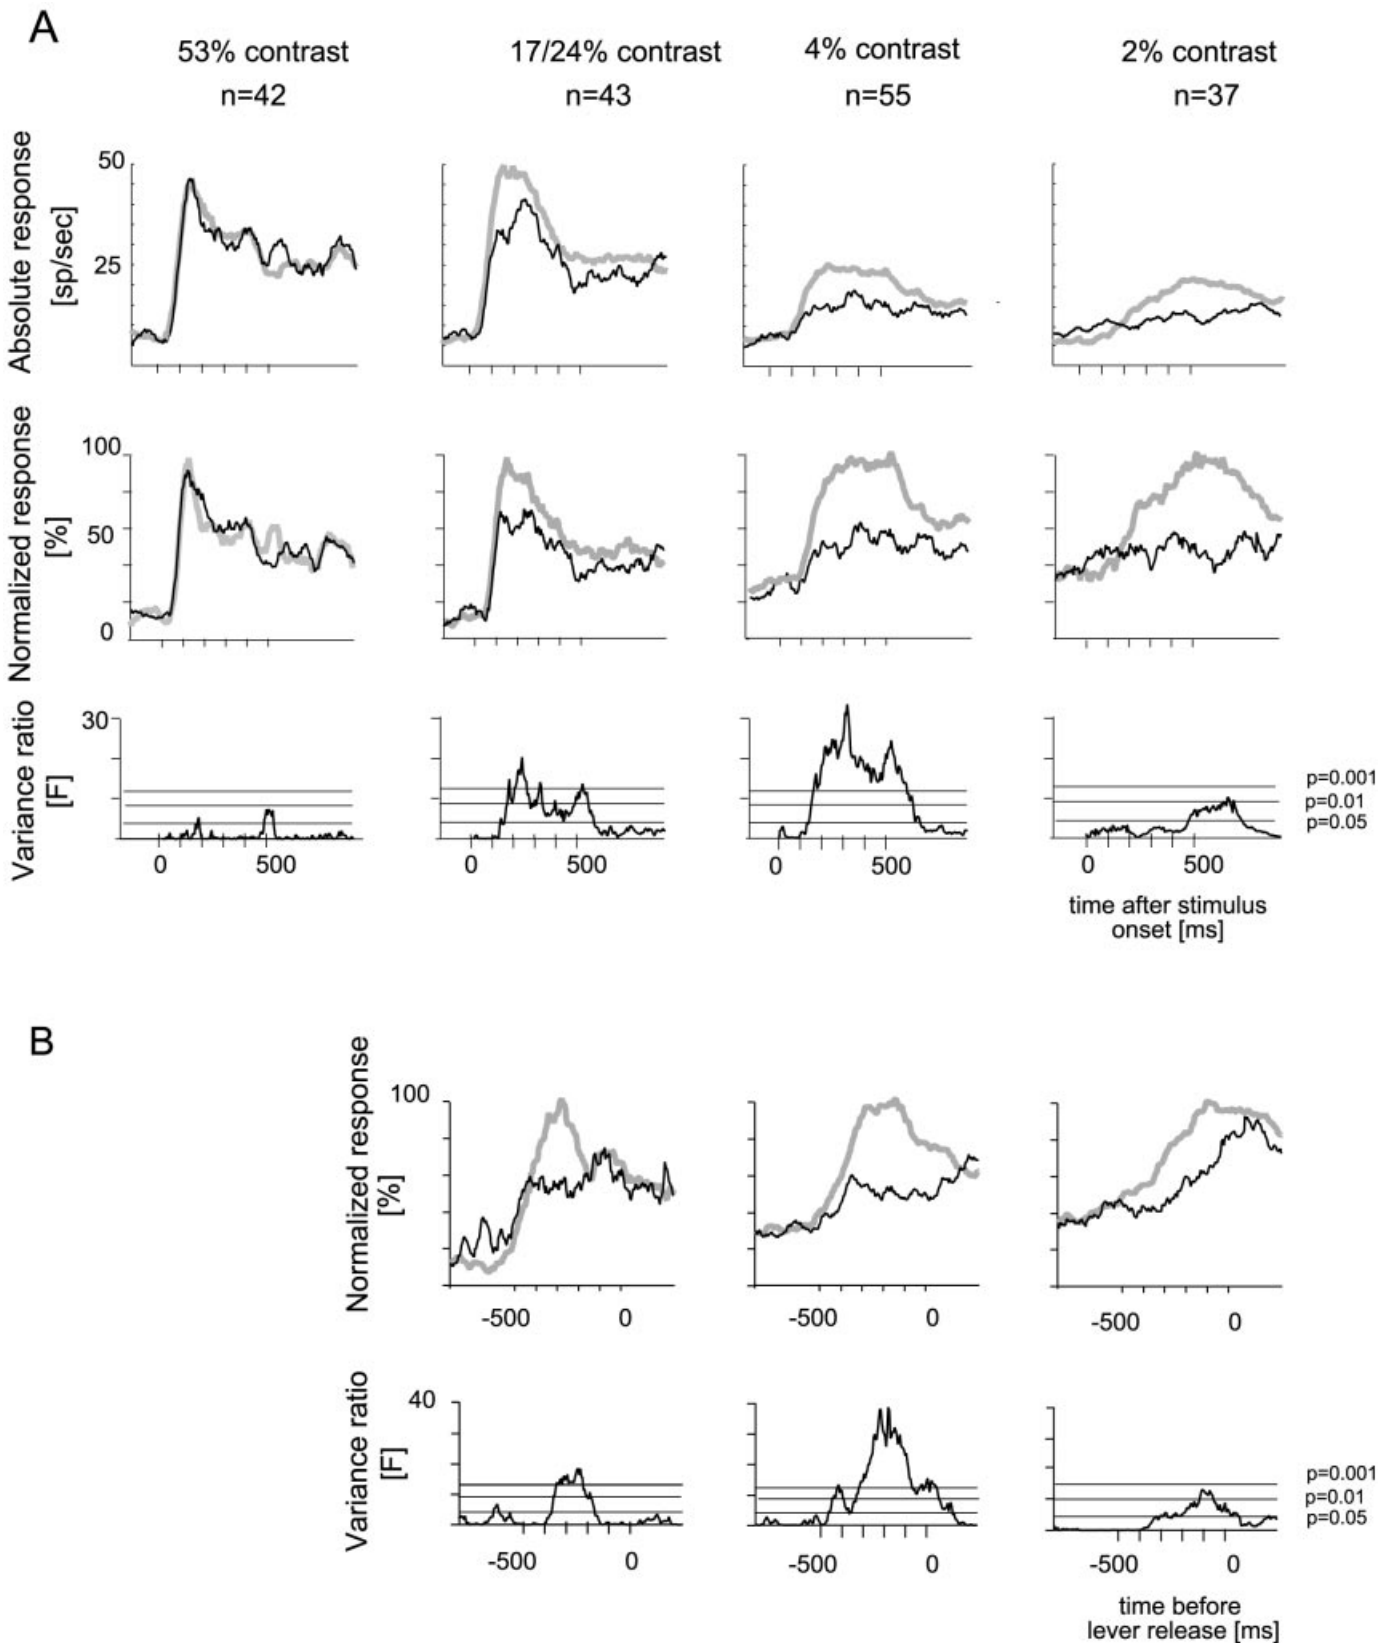 A
53% contrast
n=42
17/24% contrast
n=43
4% contrast
n=55
2% contrast
n=37
Absolute response
[sp/sec]
50
25
Normalized response
[%]
100
50
0
Variance ratio
[F]
30
p=0.001
p=0.01
p=0.05
0 500
0 500
0 500
0 500
time after stimulus
onset [ms]
B
Normalized response
[%]
100
-500 0
-500 0
-500 0
Variance ratio
[F]
40
p=0.001
p=0.01
p=0.05
-500 0
-500 0
-500 0
time before
lever release [ms]